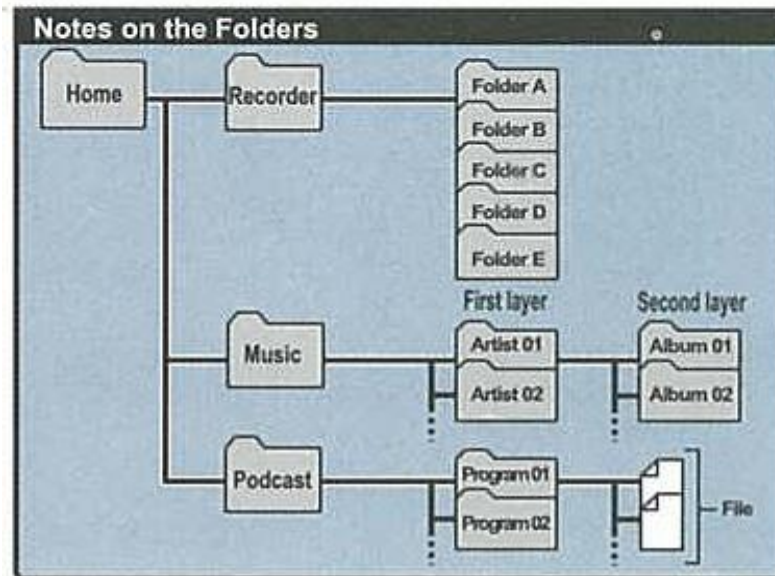 Notes on the Folders
Home
Recorder
Folder A
Folder B
Folder C
Folder D
Folder E
First layer
Second layer
Music
Artist 01
Artist 02
Album 01
Album 02
Podcast
Program 01
Program 02
File